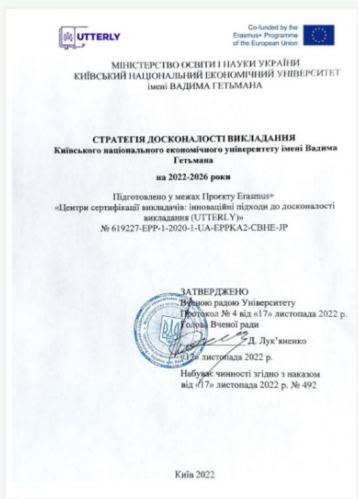 UTTERLY
Co-funded by the
Erasmus+ Programme
of the European Union
МІНІСТЕРСТВО ОСВІТИ І НАУКИ УКРАЇНИ
КИЇВСЬКИЙ НАЦІОНАЛЬНИЙ ЕКОНОМІЧНИЙ УНІВЕРСИТЕТ
імені ВАДИМА ГЕТЬМАНА
СТРАТЕГІЯ ДОСКОНАЛОСТІ ВИКЛАДАННЯ
Київського національного економічного університету імені Вадима
Гетьмана
на 2022-2026 роки
Підготовлено у межах Проєкту Erasmus+
«Центри сертифікації викладачів: інноваційні підходи до досконалості
викладання (UTTERLY)»
№ 619227-EPP-1-2020-1-UA-EPPKA2-CBHE-JP
ЗАТВЕРДЖЕНО
Вченою радою Університету
Протокол № 4 від «17» листопада 2022 р.
Голова Вченої ради
Д. Лук’яненко
«17» листопада 2022 р.
Набуває чинності згідно з наказом
від «17» листопада 2022 р. № 492
Київ 2022